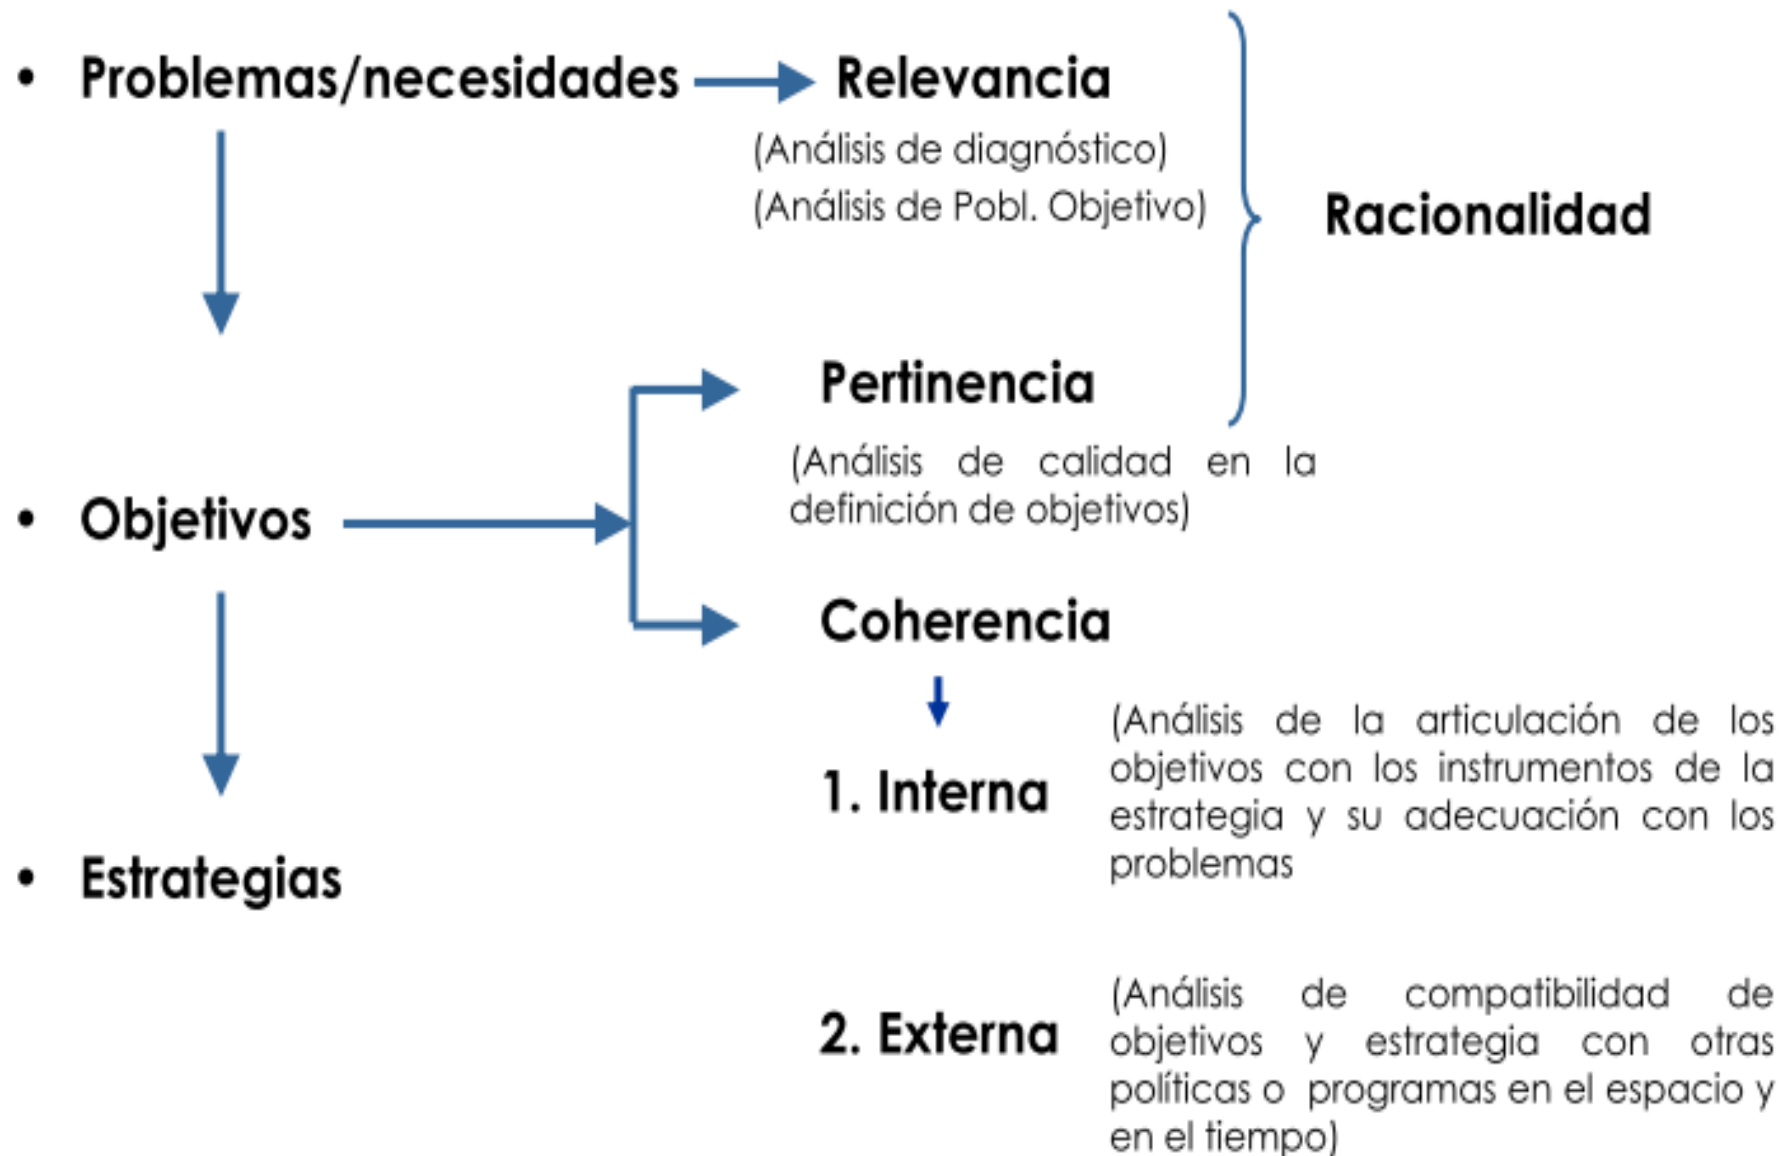 • Problemas/necesidades
Relevancia
(Análisis de diagnóstico)
(Análisis de Pobl. Objetivo)
Racionalidad
Pertinencia
(Análisis de calidad en la
definición de objetivos)
• Objetivos
Coherencia
1. Interna
(Análisis de la articulación de los
objetivos con los instrumentos de la
estrategia y su adecuación con los
problemas
• Estrategias
2. Externa
(Análisis de compatibilidad de
objetivos y estrategia con otras
políticas o programas en el espacio y
en el tiempo)